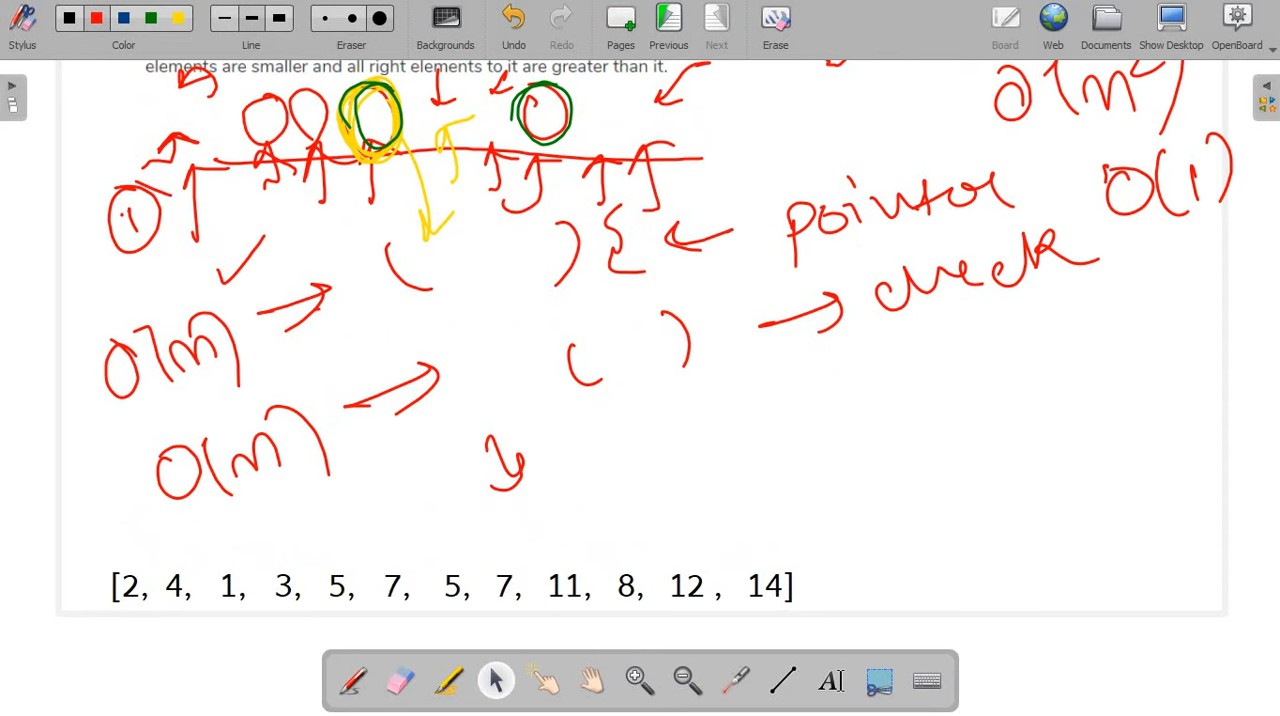 Stylus Color Line Eraser Backgrounds Undo Redo Pages Previous Next Erase Board Web Documents Show Desktop OpenBoard
elements are smaller and all right elements to it are greater than it.
O(n²)
O(1)
1
pointor
check
O(n)
O(n)
[2, 4, 1, 3, 5, 7, 5, 7, 11, 8, 12 , 14]